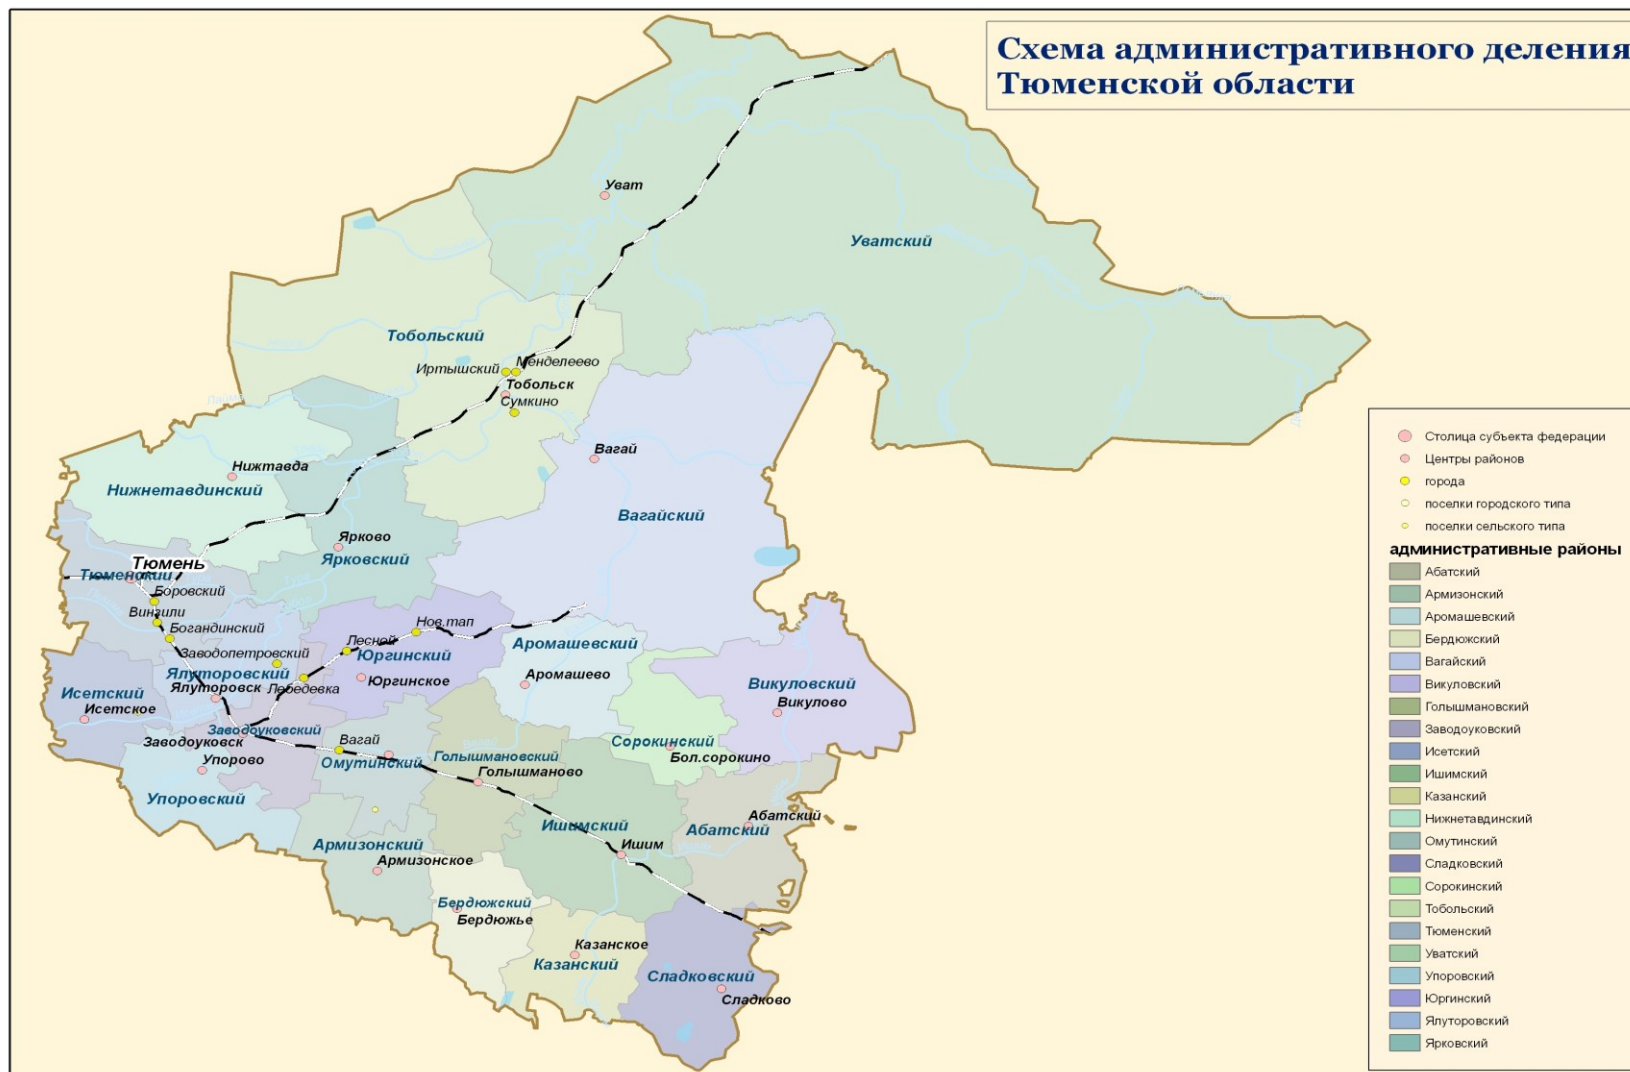 Схема административного деления
Тюменской области
Уват
Уватский
Тобольский
Иртышский
Менделеево
Тобольск
Сумкино
Вагай
Нижтавда
Нижнетавдинский
Вагайский
Ярково
Ярковский
Тюмень
Тюменский
Боровский
Винзили
Богандинский
Нов.тап
Лесной
Юргинский
Аромашевский
Заводопетровский
Ялуторовский
Юргинское
Аромашево
Лебедевка
Исетский
Ялуторовск
Исетское
Викуловский
Викулово
Заводоуковский
Заводоуковск
Вагай
Сорокинский
Бол.сорокино
Упорово
Омутинский
Голышмановский
Голышманово
Упоровский
Ишимский
Абатский
Абатский
Армизонский
Армизонское
Ишим
Бердюжский
Бердюжье
Казанское
Казанский
Сладковский
Сладково
Столица субъекта федерации
Центры районов
города
поселки городского типа
поселки сельского типа
административные районы
Абатский
Армизонский
Аромашевский
Бердюжский
Вагайский
Викуловский
Голышмановский
Заводоуковский
Исетский
Ишимский
Казанский
Нижнетавдинский
Омутинский
Сладковский
Сорокинский
Тобольский
Тюменский
Уватский
Упоровский
Юргинский
Ялуторовский
Ярковский